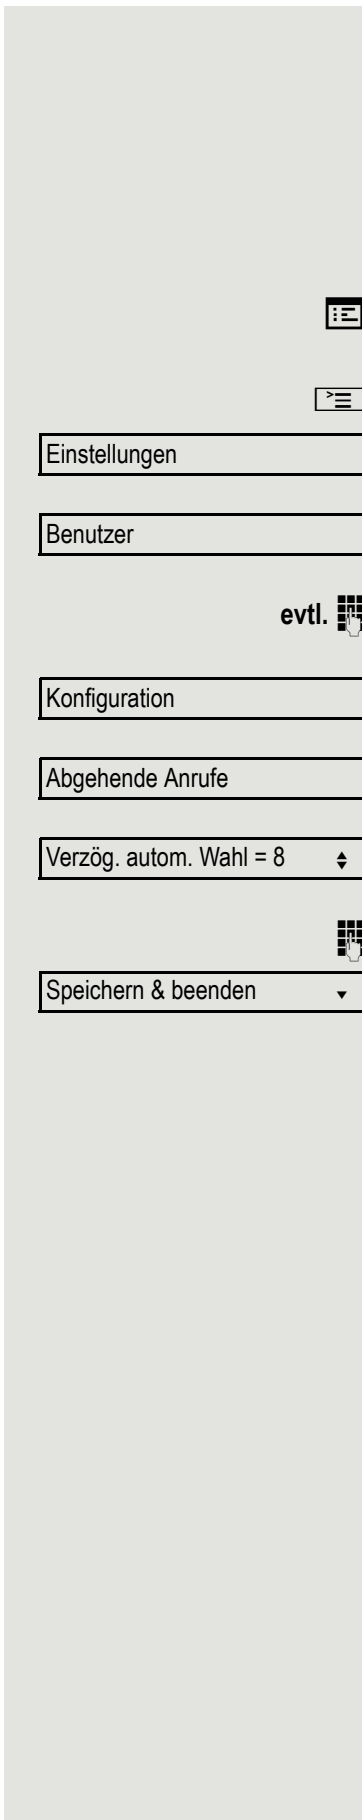 Einstellungen
Benutzer
evtl.
Konfiguration
Abgehende Anrufe
Verzög. autom. Wahl = 8
Speichern & beenden